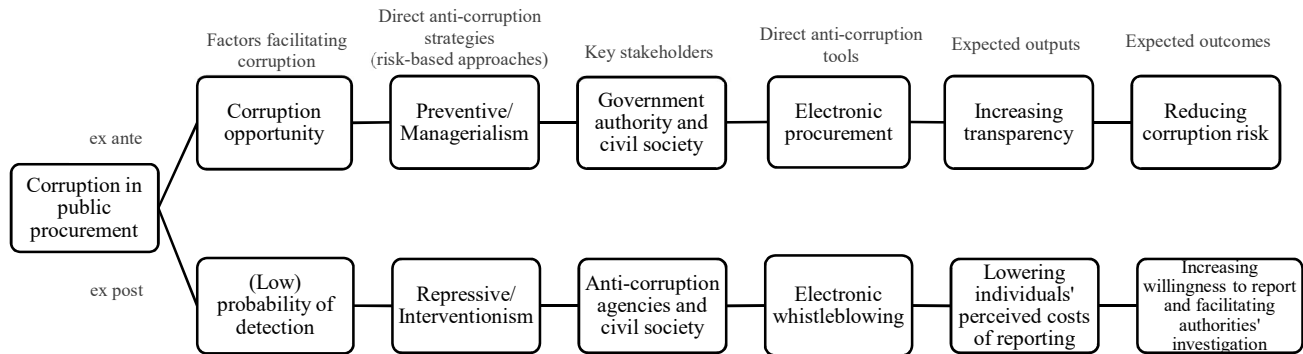 Factors facilitating
corruption
Direct anti-corruption
strategies
(risk-based approaches)
Key stakeholders
Direct anti-corruption
tools
Expected outputs
Expected outcomes
ex ante
Corruption
opportunity
Preventive/
Managerialism
Government
authority and
civil society
Electronic
procurement
Increasing
transparency
Reducing
corruption risk
Corruption in
public
procurement
ex post
(Low)
probability of
detection
Repressive/
Interventionism
Anti-corruption
agencies and
civil society
Electronic
whistleblowing
Lowering
individuals'
perceived costs
of reporting
Increasing
willingness to report
and facilitating
authorities'
investigation